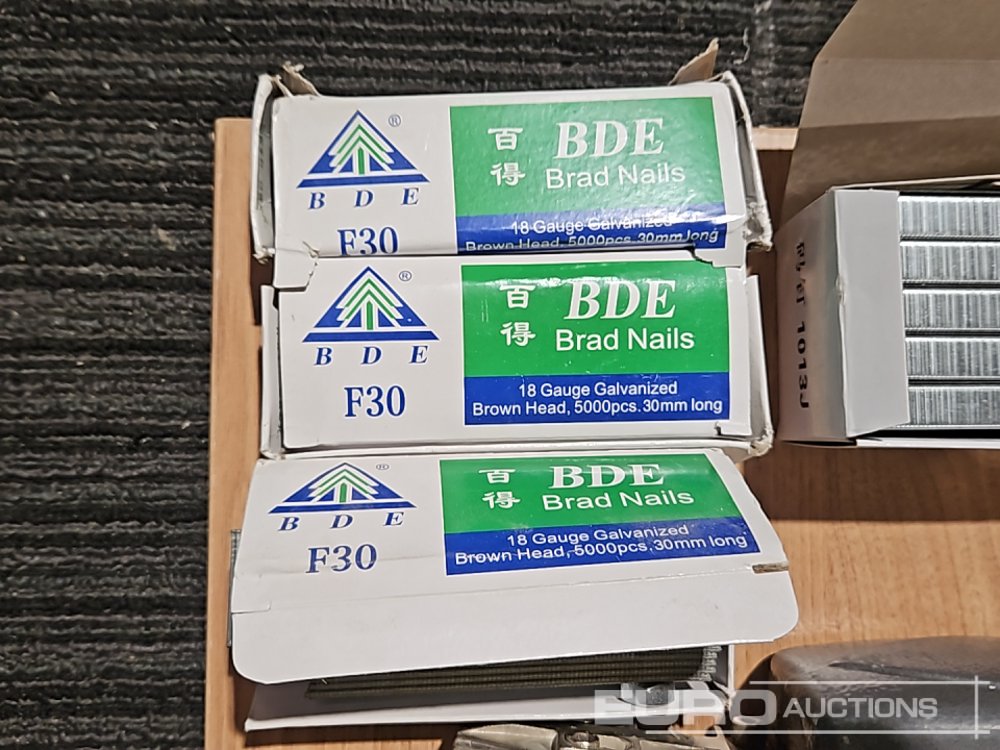 ®
B D E
F30
百得
BDE
Brad Nails
18 Gauge Galvanized
Brown Head, 5000pcs.30mm long
®
B D E
F30
百得
BDE
Brad Nails
18 Gauge Galvanized
Brown Head, 5000pcs.30mm long
®
B D E
F30
百得
BDE
Brad Nails
18 Gauge Galvanized
Brown Head, 5000pcs.30mm long
1013J
EURO AUCTIONS